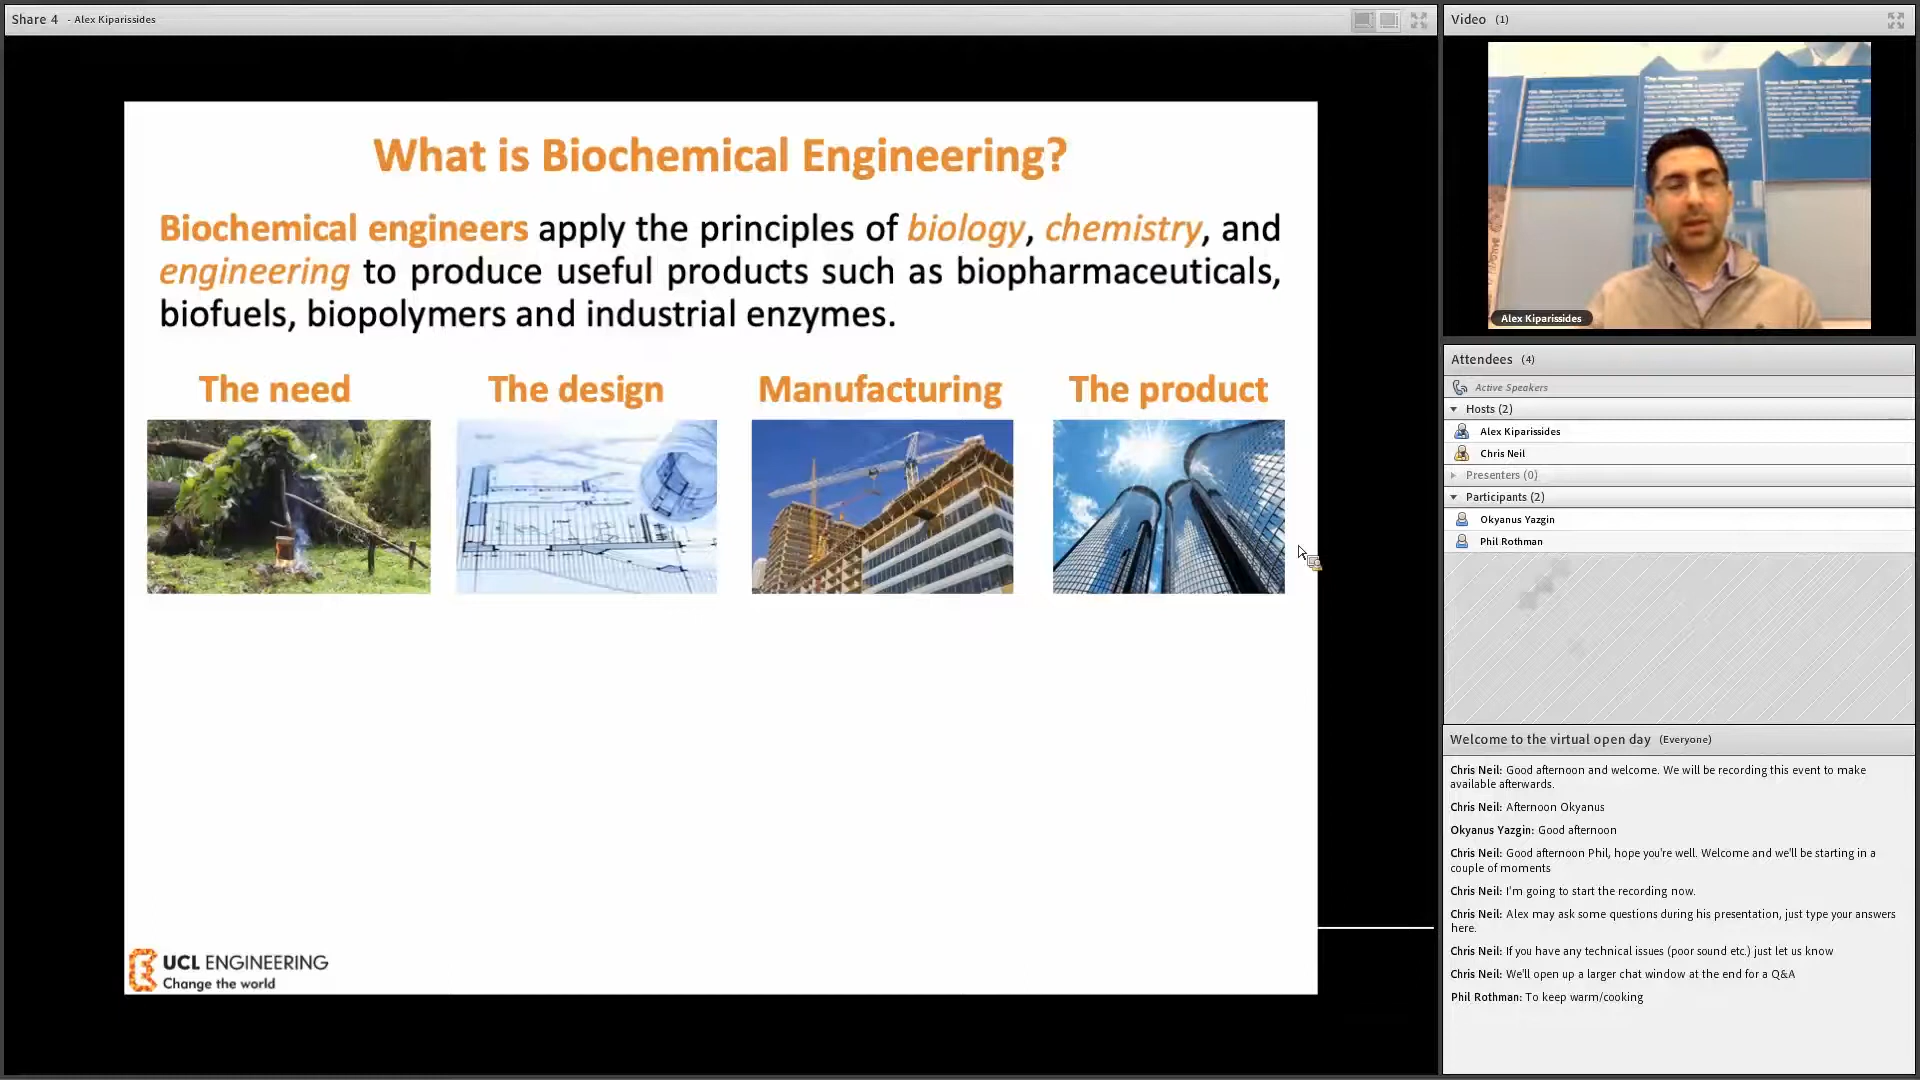 Share 4 - Alex Kiparissides
What is Biochemical Engineering?
Biochemical engineers apply the principles of biology, chemistry, and
engineering to produce useful products such as biopharmaceuticals,
biofuels, biopolymers and industrial enzymes.
The need
The design
Manufacturing
The product
UCL ENGINEERING
Change the world
Video (1)
Alex Kiparissides
Attendees (4)
Active Speakers
Hosts (2)
Alex Kiparissides
Chris Neil
Presenters (0)
Participants (2)
Okyanus Yazgin
Phil Rothman
Welcome to the virtual open day (Everyone)
Chris Neil: Good afternoon and welcome. We will be recording this event to make
available afterwards.
Chris Neil: Afternoon Okyanus
Okyanus Yazgin: Good afternoon
Chris Neil: Good afternoon Phil, hope you're well. Welcome and we'll be starting in a
couple of moments
Chris Neil: I'm going to start the recording now.
Chris Neil: Alex may ask some questions during his presentation, just type your answers
here.
Chris Neil: If you have any technical issues (poor sound etc.) just let us know
Chris Neil: We'll open up a larger chat window at the end for a Q&A
Phil Rothman: To keep warm/cooking